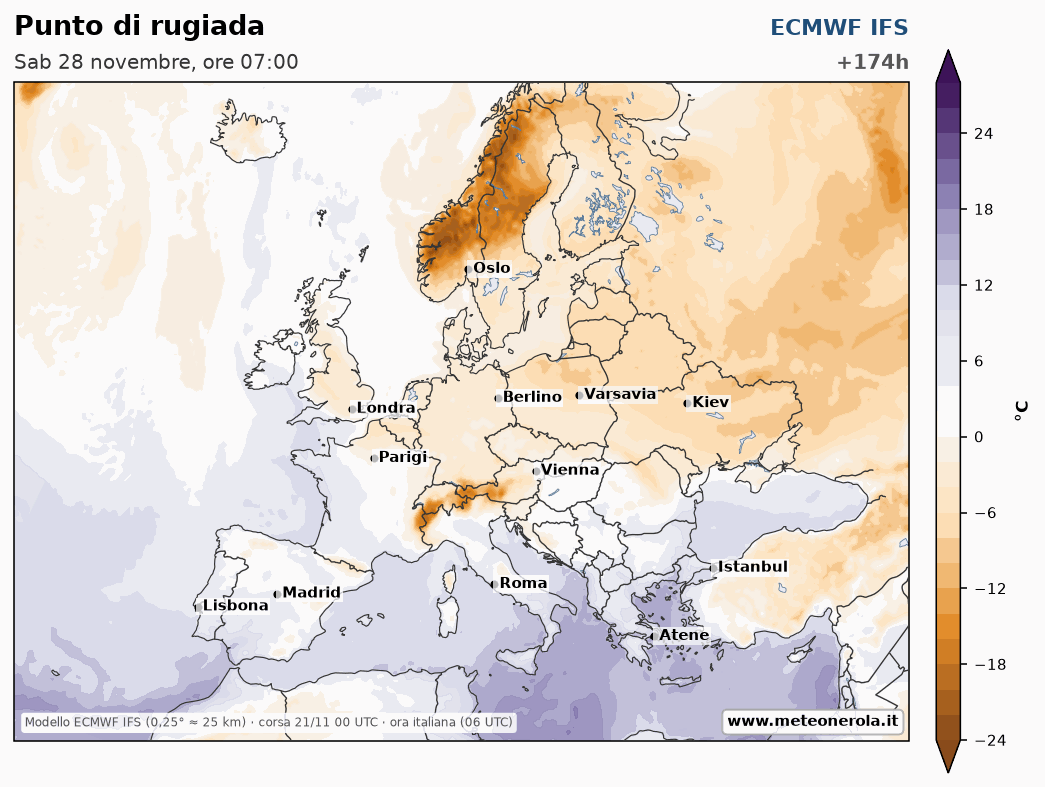 Punto di rugiada
ECMWF IFS
Sab 28 novembre, ore 07:00
+174h
Oslo
Londra
Berlino
Varsavia
Kiev
Parigi
Vienna
Istanbul
Roma
Madrid
Lisbona
Atene
Modello ECMWF IFS (0,25° ≈ 25 km) · corsa 21/11 00 UTC · ora italiana (06 UTC)
www.meteonerola.it
24
18
12
6
0
−6
−12
−18
−24
°C